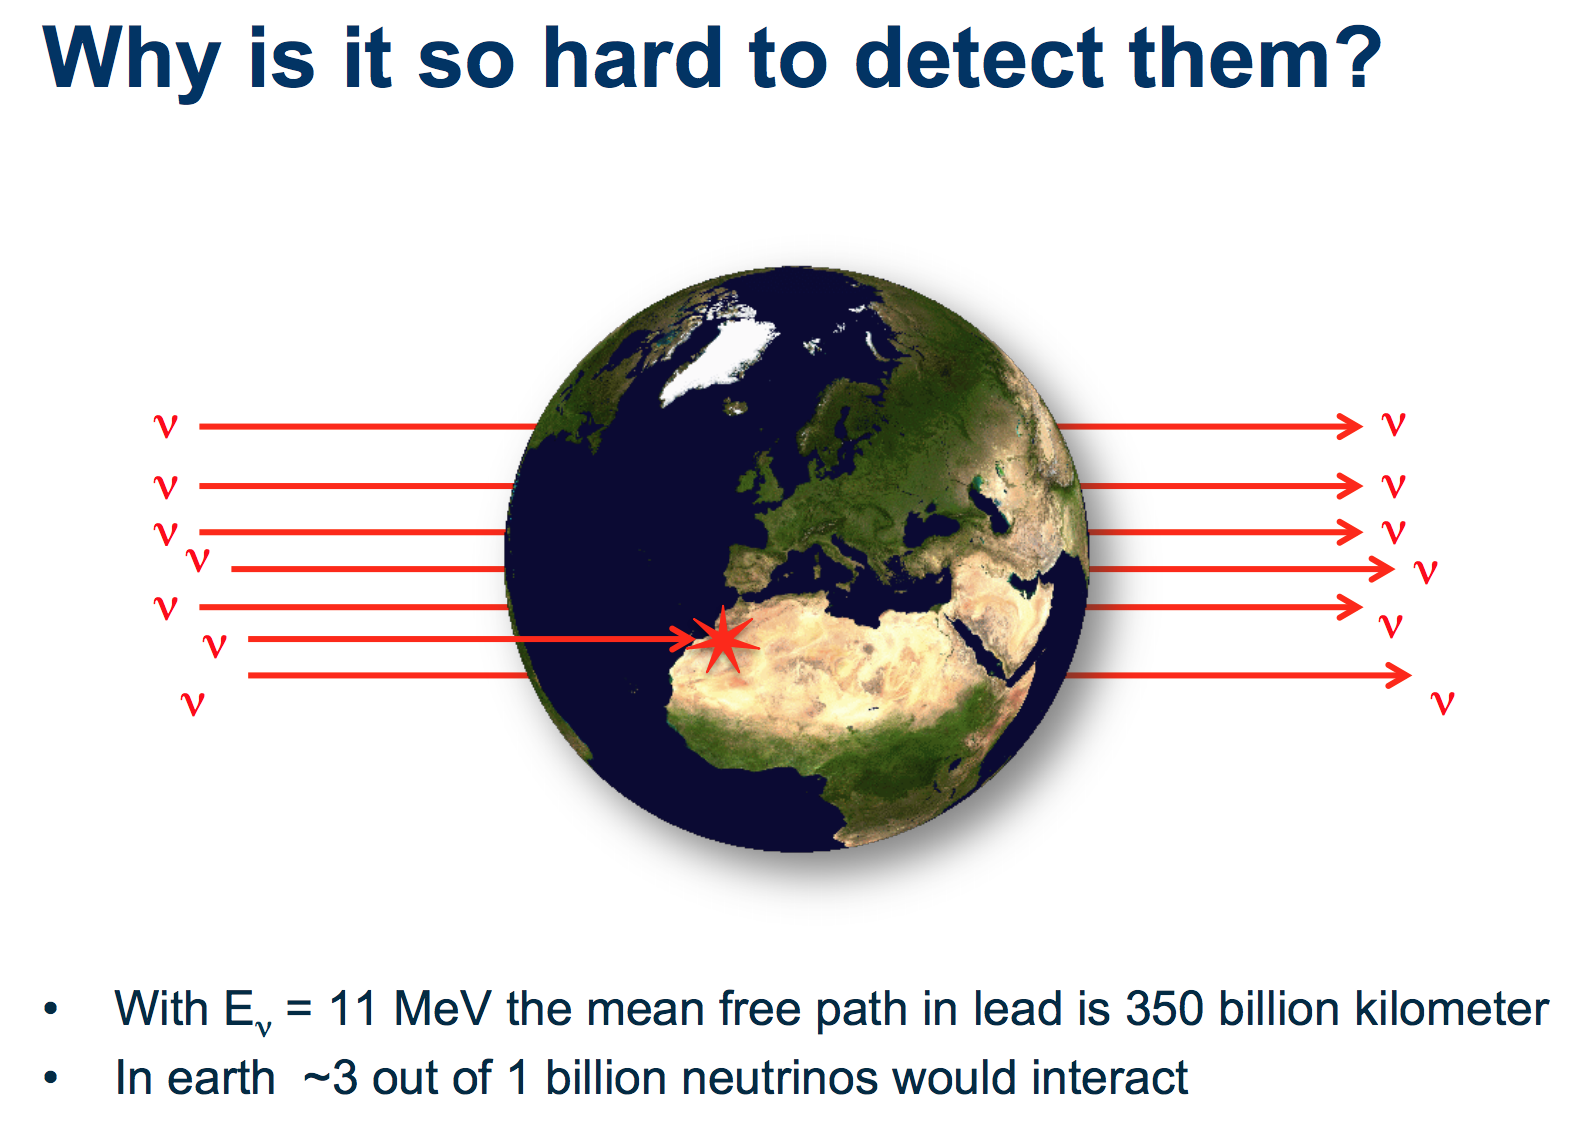 Why is it so hard to detect them?
ν ν
ν ν
ν ν
ν ν
ν ν
ν
ν ν
• With Eν = 11 MeV the mean free path in lead is 350 billion kilometer
• In earth ~3 out of 1 billion neutrinos would interact